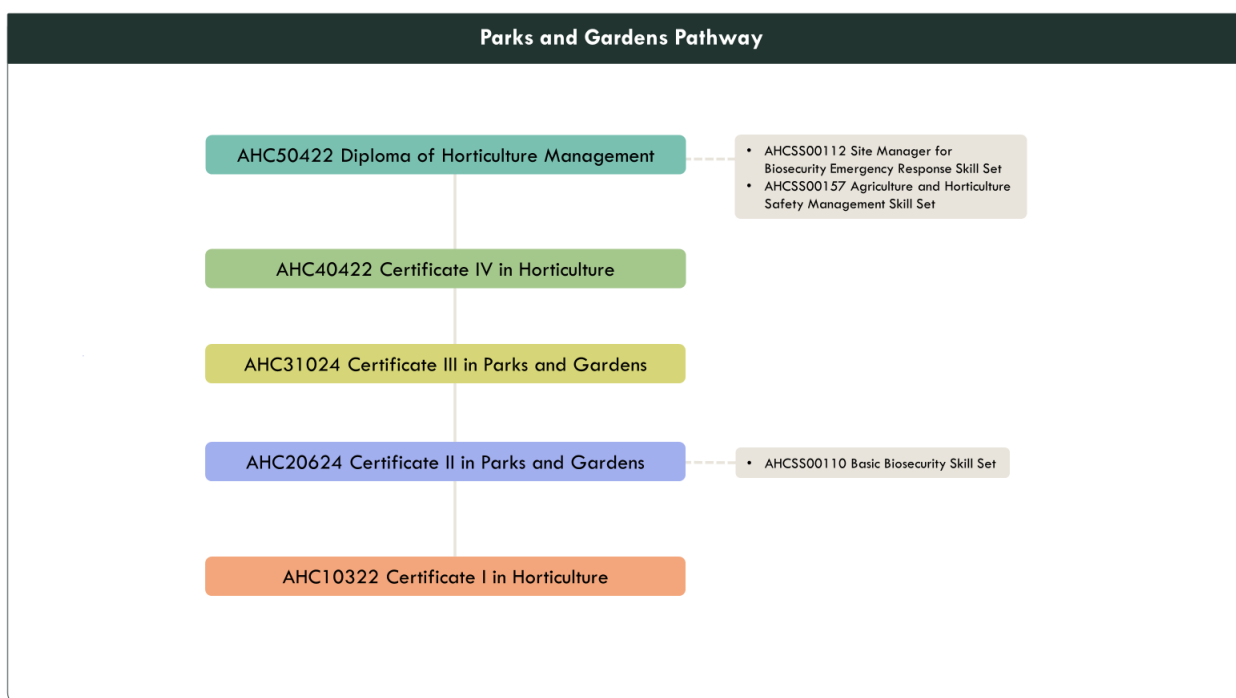 Parks and Gardens Pathway
AHC50422 Diploma of Horticulture Management
• AHCSS00112 Site Manager for
Biosecurity Emergency Response Skill Set
• AHCSS00157 Agriculture and Horticulture
Safety Management Skill Set
AHC40422 Certificate IV in Horticulture
AHC31024 Certificate III in Parks and Gardens
AHC20624 Certificate II in Parks and Gardens
• AHCSS00110 Basic Biosecurity Skill Set
AHC10322 Certificate I in Horticulture